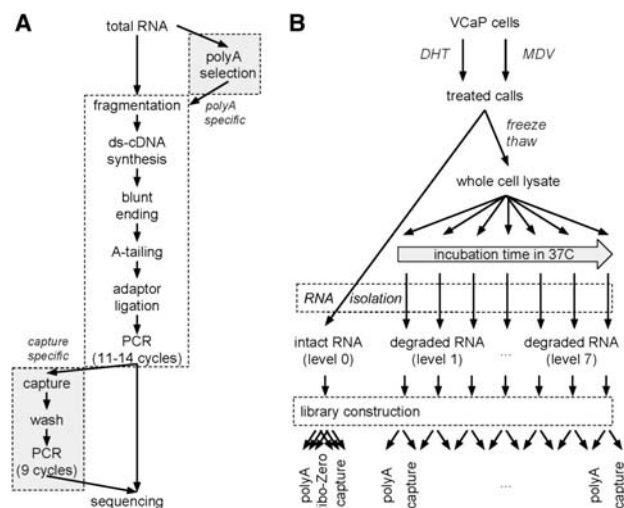 A
total RNA
polyA
selection
polyA
specific
fragmentation
ds-cDNA
synthesis
blunt
ending
A-tailing
adaptor
ligation
PCR
(11-14 cycles)
capture
specific
capture
wash
PCR
(9 cycles)
sequencing
B
VCaP cells
DHT MDV
treated calls
freeze
thaw
whole cell lysate
incubation time in 37C
RNA isolation
intact RNA
(level 0)
degraded RNA
(level 1)
...
degraded RNA
(level 7)
library construction
polyA
ibo-Zero
capture
polyA
capture
...
polyA
capture